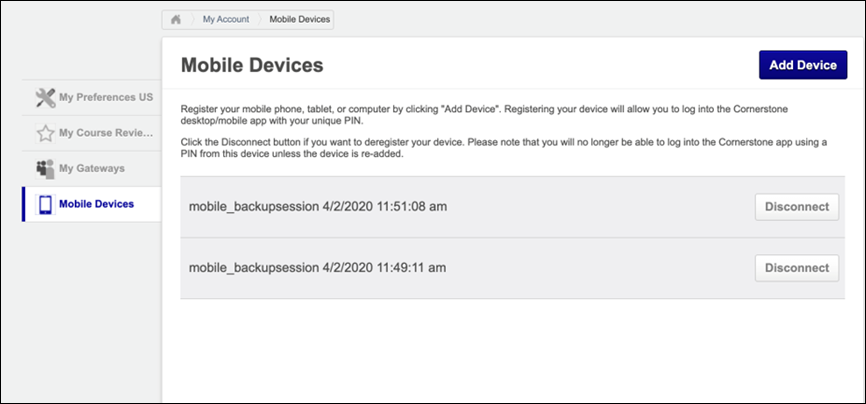 My Account
Mobile Devices
My Preferences US
My Course Revie...
My Gateways
Mobile Devices
Mobile Devices
Add Device
Register your mobile phone, tablet, or computer by clicking "Add Device". Registering your device will allow you to log into the Cornerstone
desktop/mobile app with your unique PIN.
Click the Disconnect button if you want to deregister your device. Please note that you will no longer be able to log into the Cornerstone app using a
PIN from this device unless the device is re-added.
mobile_backupsession 4/2/2020 11:51:08 am
Disconnect
mobile_backupsession 4/2/2020 11:49:11 am
Disconnect